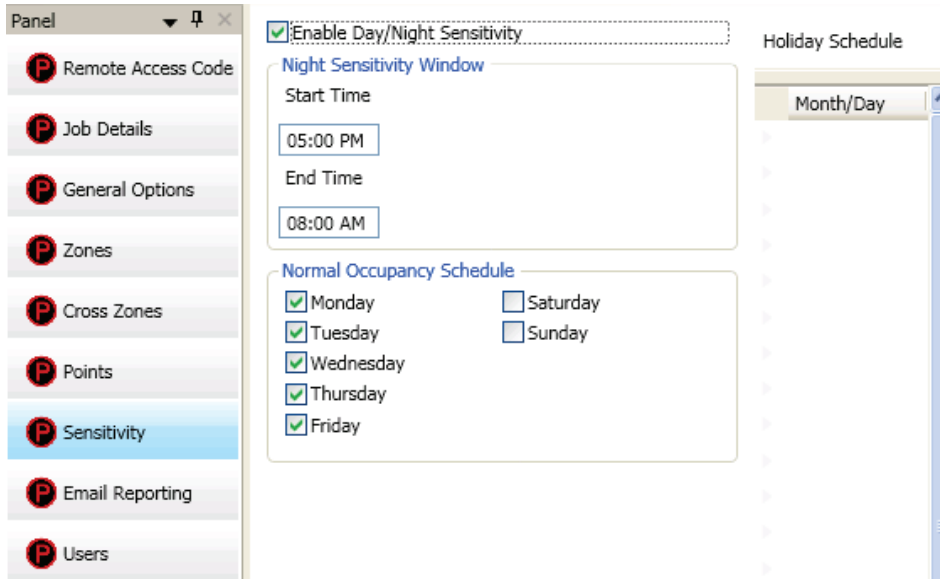 Panel
Remote Access Code
Job Details
General Options
Zones
Cross Zones
Points
Sensitivity
Email Reporting
Users
Enable Day/Night Sensitivity
Night Sensitivity Window
Start Time
05:00 PM
End Time
08:00 AM
Normal Occupancy Schedule
Monday
Tuesday
Wednesday
Thursday
Friday
Saturday
Sunday
Holiday Schedule
Month/Day